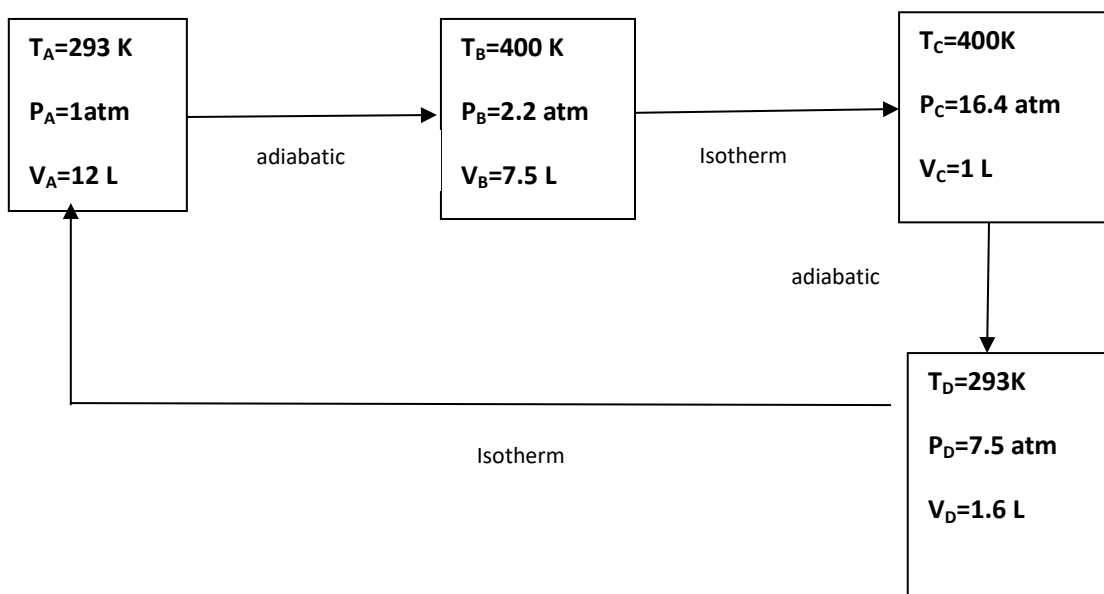 T_A=293 K
P_A=1atm
V_A=12 L
adiabatic
T_B=400 K
P_B=2.2 atm
V_B=7.5 L
Isotherm
T_C=400K
P_C=16.4 atm
V_C=1 L
adiabatic
T_D=293K
P_D=7.5 atm
V_D=1.6 L
Isotherm